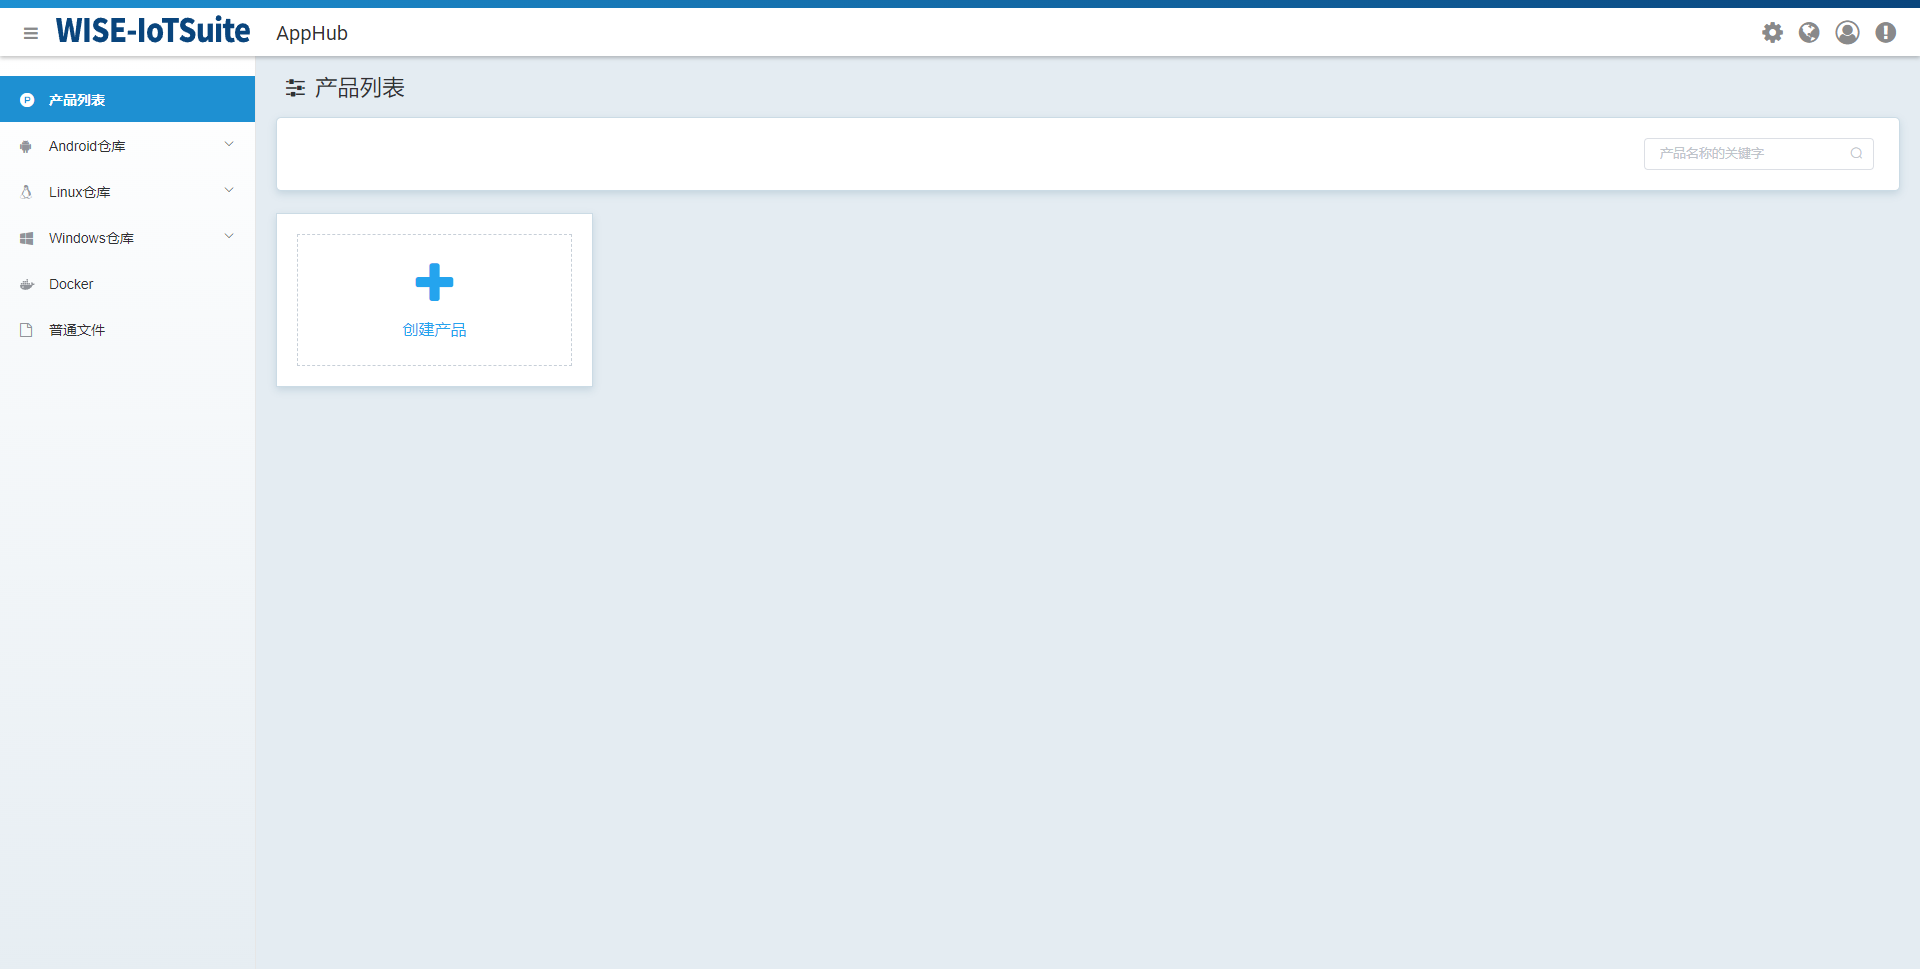 WISE-IoTSuite AppHub
产品列表
Android仓库
Linux仓库
Windows仓库
Docker
普通文件
产品列表
产品名称的关键字
创建产品